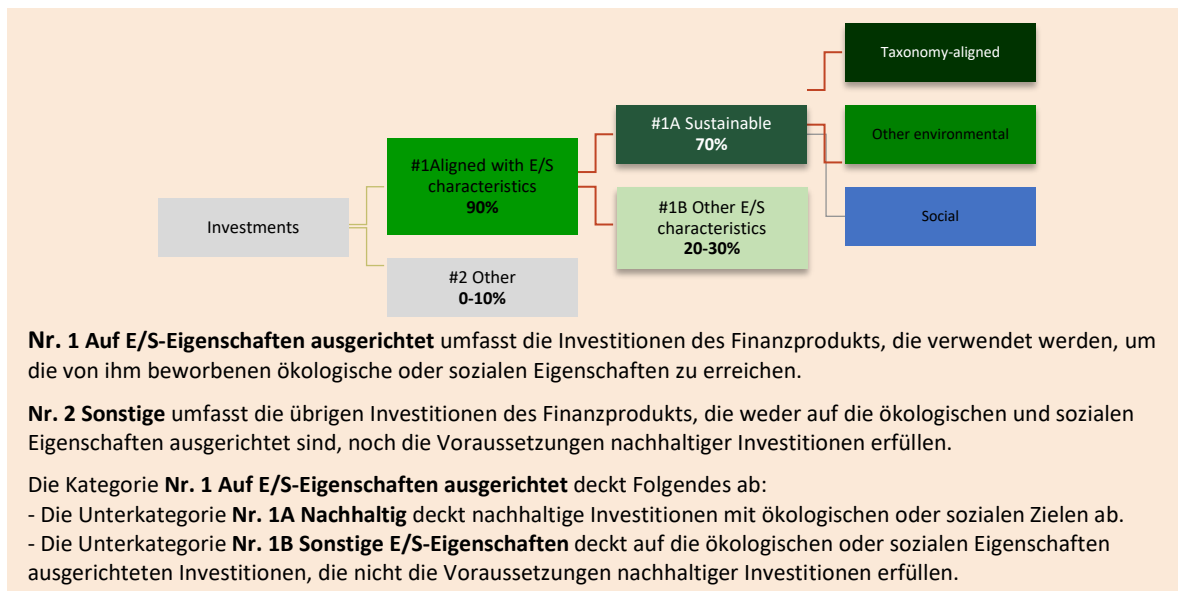 Taxonomy-aligned
#1A Sustainable
70%
Other environmental
#1Aligned with E/S
characteristics
90%
#1B Other E/S
characteristics
20-30%
Social
Investments
#2 Other
0-10%
Nr. 1 Auf E/S-Eigenschaften ausgerichtet umfasst die Investitionen des Finanzprodukts, die verwendet werden, um
die von ihm beworbenen ökologische oder sozialen Eigenschaften zu erreichen.
Nr. 2 Sonstige umfasst die übrigen Investitionen des Finanzprodukts, die weder auf die ökologischen und sozialen
Eigenschaften ausgerichtet sind, noch die Voraussetzungen nachhaltiger Investitionen erfüllen.
Die Kategorie Nr. 1 Auf E/S-Eigenschaften ausgerichtet deckt Folgendes ab:
- Die Unterkategorie Nr. 1A Nachhaltig deckt nachhaltige Investitionen mit ökologischen oder sozialen Zielen ab.
- Die Unterkategorie Nr. 1B Sonstige E/S-Eigenschaften deckt auf die ökologischen oder sozialen Eigenschaften
ausgerichteten Investitionen, die nicht die Voraussetzungen nachhaltiger Investitionen erfüllen.